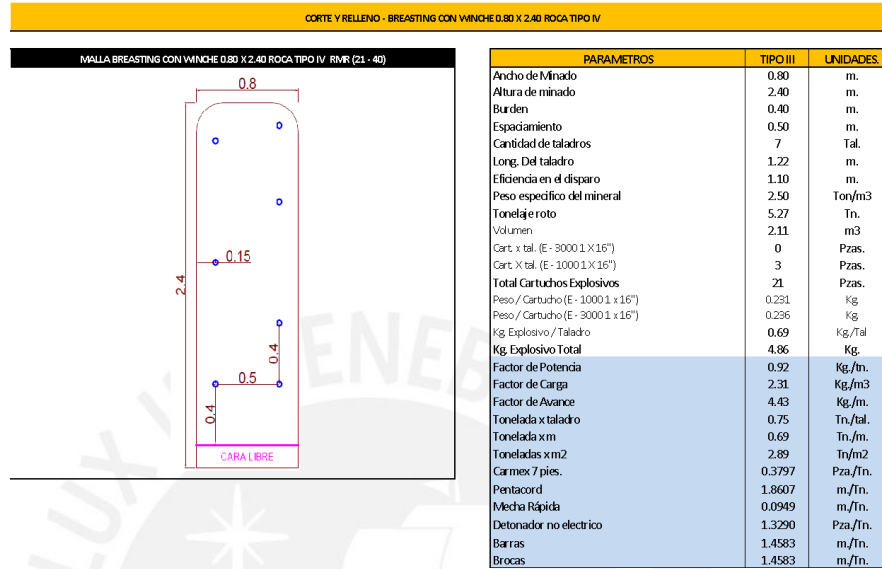 CORTE Y RELLENO - BREASTING CON WINCHE 0.80 X 2.40 ROCA TIPO IV
MALLA BREASTING CON WINCHE 0.80 X 2.40 ROCA TIPO IV RMR (21 - 40)
0.8
2.4
0.15
0.4
0.5
0.4
CARA LIBRE
PARAMETROS TIPO III UNIDADES.
Ancho de Minado 0.80 m.
Altura de minado 2.40 m.
Burden 0.40 m.
Espaciamiento 0.50 m.
Cantidad de taladros 7 Tal.
Long. Del taladro 1.22 m.
Eficiencia en el disparo 1.10 m.
Peso especifico del mineral 2.50 Ton/m3
Tonelaje roto 5.27 Tn.
Volumen 2.11 m3
Cart. x tal. (E - 3000 1 X 16") 0 Pzas.
Cart. X tal. (E - 1000 1 X 16") 3 Pzas.
Total Cartuchos Explosivos 21 Pzas.
Peso / Cartucho (E - 1000 1 x 16") 0.231 Kg
Peso / Cartucho (E - 3000 1 x 16") 0.236 Kg
Kg. Explosivo / Taladro 0.69 Kg./Tal
Kg. Explosivo Total 4.86 Kg.
Factor de Potencia 0.92 Kg./tn.
Factor de Carga 2.31 Kg./m3
Factor de Avance 4.43 Kg./m.
Tonelada x taladro 0.75 Tn./tal.
Tonelada x m 0.69 Tn./m.
Toneladas x m2 2.89 Tn/m2
Carmex 7 pies. 0.3797 Pza./Tn.
Pentacord 1.8607 m./Tn.
Mecha Rápida 0.0949 m./Tn.
Detonador no electrico 1.3290 Pza./Tn.
Barras 1.4583 m./Tn.
Brocas 1.4583 m./Tn.